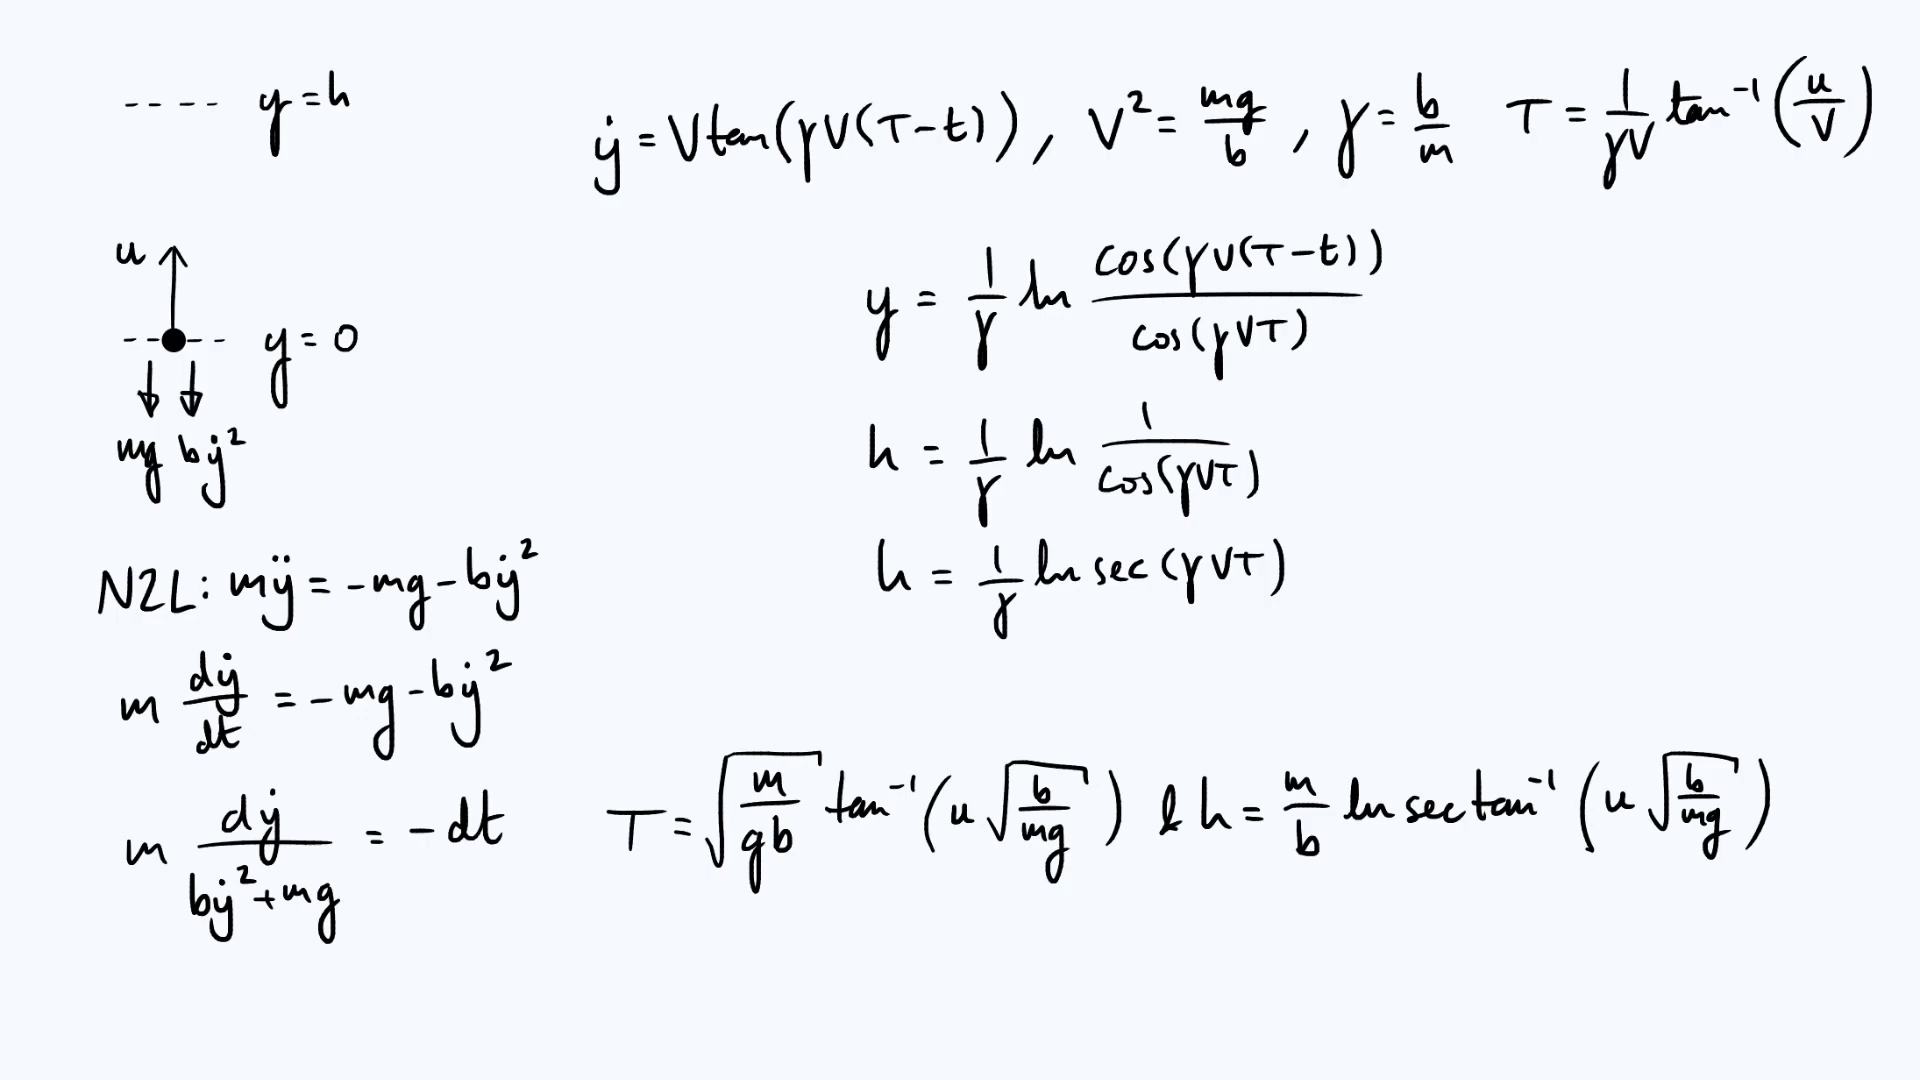 y = h
u
y = 0
mg bẏ²
N2L: mÿ = -mg - bẏ²
m dẏ/dt = -mg - bẏ²
m dẏ/(bẏ² + mg) = -dt
ẏ = V tan(γV(T-t)), V² = mg/b, γ = b/m T = 1/(γV) tan⁻¹(u/V)
y = 1/γ ln cos(γV(T-t))/cos(γVT)
h = 1/γ ln 1/cos(γVT)
h = 1/γ ln sec(γVT)
T = √(m/gb) tan⁻¹(u√(b/mg)) & h = m/b ln sec tan⁻¹(u√(b/mg))